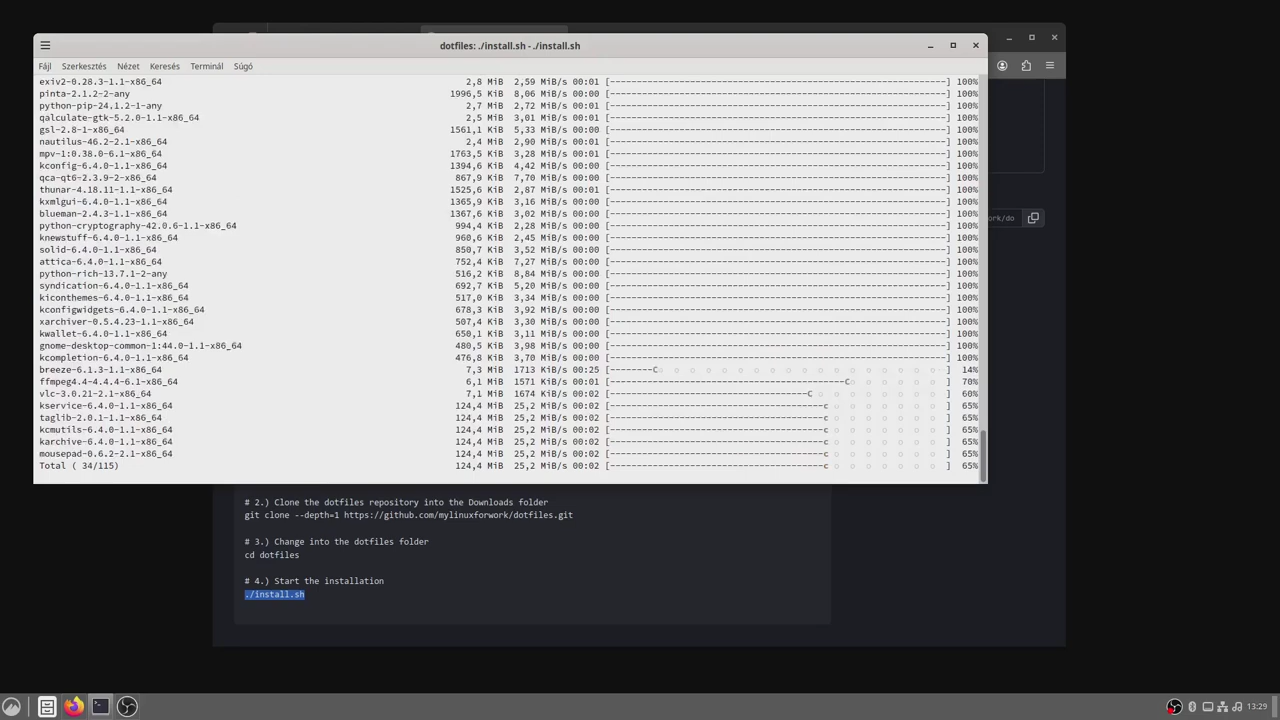 dotfiles: ./install.sh - ./install.sh
Fájl Szerkesztés Nézet Keresés Terminál Súgó
exiv2-0.28.3-1.1-x86_64 2,8 MiB 2,59 MiB/s 00:01 100%
pinta-2.1.2-2-any 1996,5 KiB 8,06 MiB/s 00:00 100%
python-pip-24.1.2-1-any 2,7 MiB 2,72 MiB/s 00:01 100%
qalculate-gtk-5.2.0-1.1-x86_64 2,5 MiB 3,01 MiB/s 00:01 100%
gsl-2.8-1-x86_64 1561,1 KiB 5,33 MiB/s 00:00 100%
nautilus-46.2-2.1-x86_64 2,4 MiB 2,90 MiB/s 00:01 100%
mpv-1:0.38.0-6.1-x86_64 1763,5 KiB 3,28 MiB/s 00:01 100%
kconfig-6.4.0-1.1-x86_64 1394,6 KiB 4,42 MiB/s 00:00 100%
qca-qt6-2.3.9-2-x86_64 867,9 KiB 7,70 MiB/s 00:00 100%
thunar-4.18.11-1.1-x86_64 1525,6 KiB 2,87 MiB/s 00:01 100%
kxmlgui-6.4.0-1.1-x86_64 1365,9 KiB 3,16 MiB/s 00:00 100%
blueman-2.4.3-1.1-x86_64 1367,6 KiB 3,02 MiB/s 00:00 100%
python-cryptography-42.0.6-1.1-x86_64 994,4 KiB 2,28 MiB/s 00:00 100%
knewstuff-6.4.0-1.1-x86_64 960,6 KiB 2,45 MiB/s 00:00 100%
solid-6.4.0-1.1-x86_64 850,7 KiB 3,52 MiB/s 00:00 100%
attica-6.4.0-1.1-x86_64 752,4 KiB 7,27 MiB/s 00:00 100%
python-rich-13.7.1-2-any 516,2 KiB 8,84 MiB/s 00:00 100%
syndication-6.4.0-1.1-x86_64 692,7 KiB 5,20 MiB/s 00:00 100%
kiconthemes-6.4.0-1.1-x86_64 517,0 KiB 3,34 MiB/s 00:00 100%
kconfigwidgets-6.4.0-1.1-x86_64 678,3 KiB 3,92 MiB/s 00:00 100%
xarchiver-0.5.4.23-1.1-x86_64 507,4 KiB 3,30 MiB/s 00:00 100%
kwallet-6.4.0-1.1-x86_64 650,1 KiB 3,11 MiB/s 00:00 100%
gnome-desktop-common-1:44.0-1.1-x86_64 480,5 KiB 3,98 MiB/s 00:00 100%
kcompletion-6.4.0-1.1-x86_64 476,8 KiB 3,70 MiB/s 00:00 100%
breeze-6.1.3-1.1-x86_64 7,3 MiB 1713 KiB/s 00:25 14%
ffmpeg4.4-4.4.4-6.1-x86_64 6,1 MiB 1571 KiB/s 00:01 70%
vlc-3.0.21-2.1-x86_64 7,1 MiB 1674 KiB/s 00:02 60%
kservice-6.4.0-1.1-x86_64 124,4 MiB 25,2 MiB/s 00:02 65%
taglib-2.0.1-1.1-x86_64 124,4 MiB 25,2 MiB/s 00:02 65%
kcmutils-6.4.0-1.1-x86_64 124,4 MiB 25,2 MiB/s 00:02 65%
karchive-6.4.0-1.1-x86_64 124,4 MiB 25,2 MiB/s 00:02 65%
mousepad-0.6.2-2.1-x86_64 124,4 MiB 25,2 MiB/s 00:02 65%
Total ( 34/115) 124,4 MiB 25,2 MiB/s 00:02 65%
ork/do
# 2.) Clone the dotfiles repository into the Downloads folder
git clone --depth=1 https://github.com/mylinuxforwork/dotfiles.git
# 3.) Change into the dotfiles folder
cd dotfiles
# 4.) Start the installation
./install.sh
13:29